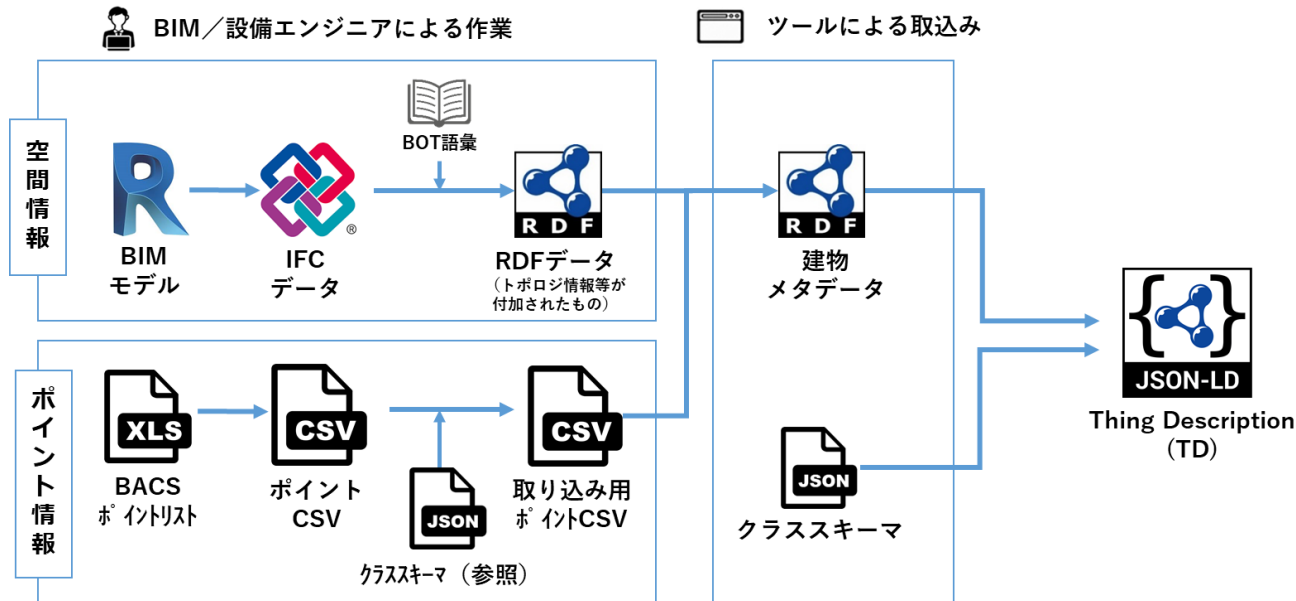 BIM／設備エンジニアによる作業
ツールによる取込み
空間情報
BOT語彙
R
BIM
モデル
®
IFC
データ
RDF
RDFデータ
（トポロジ情報等が
付加されたもの）
RDF
建物
メタデータ
ポイント情報
XLS
BACS
ﾎﾟｲﾝﾄリスト
CSV
ポイント
CSV
JSON
ｸﾗｽｽｷｰﾏ（参照）
CSV
取り込み用
ﾎﾟｲﾝﾄCSV
JSON
クラススキーマ
{ }
JSON-LD
Thing Description
(TD)